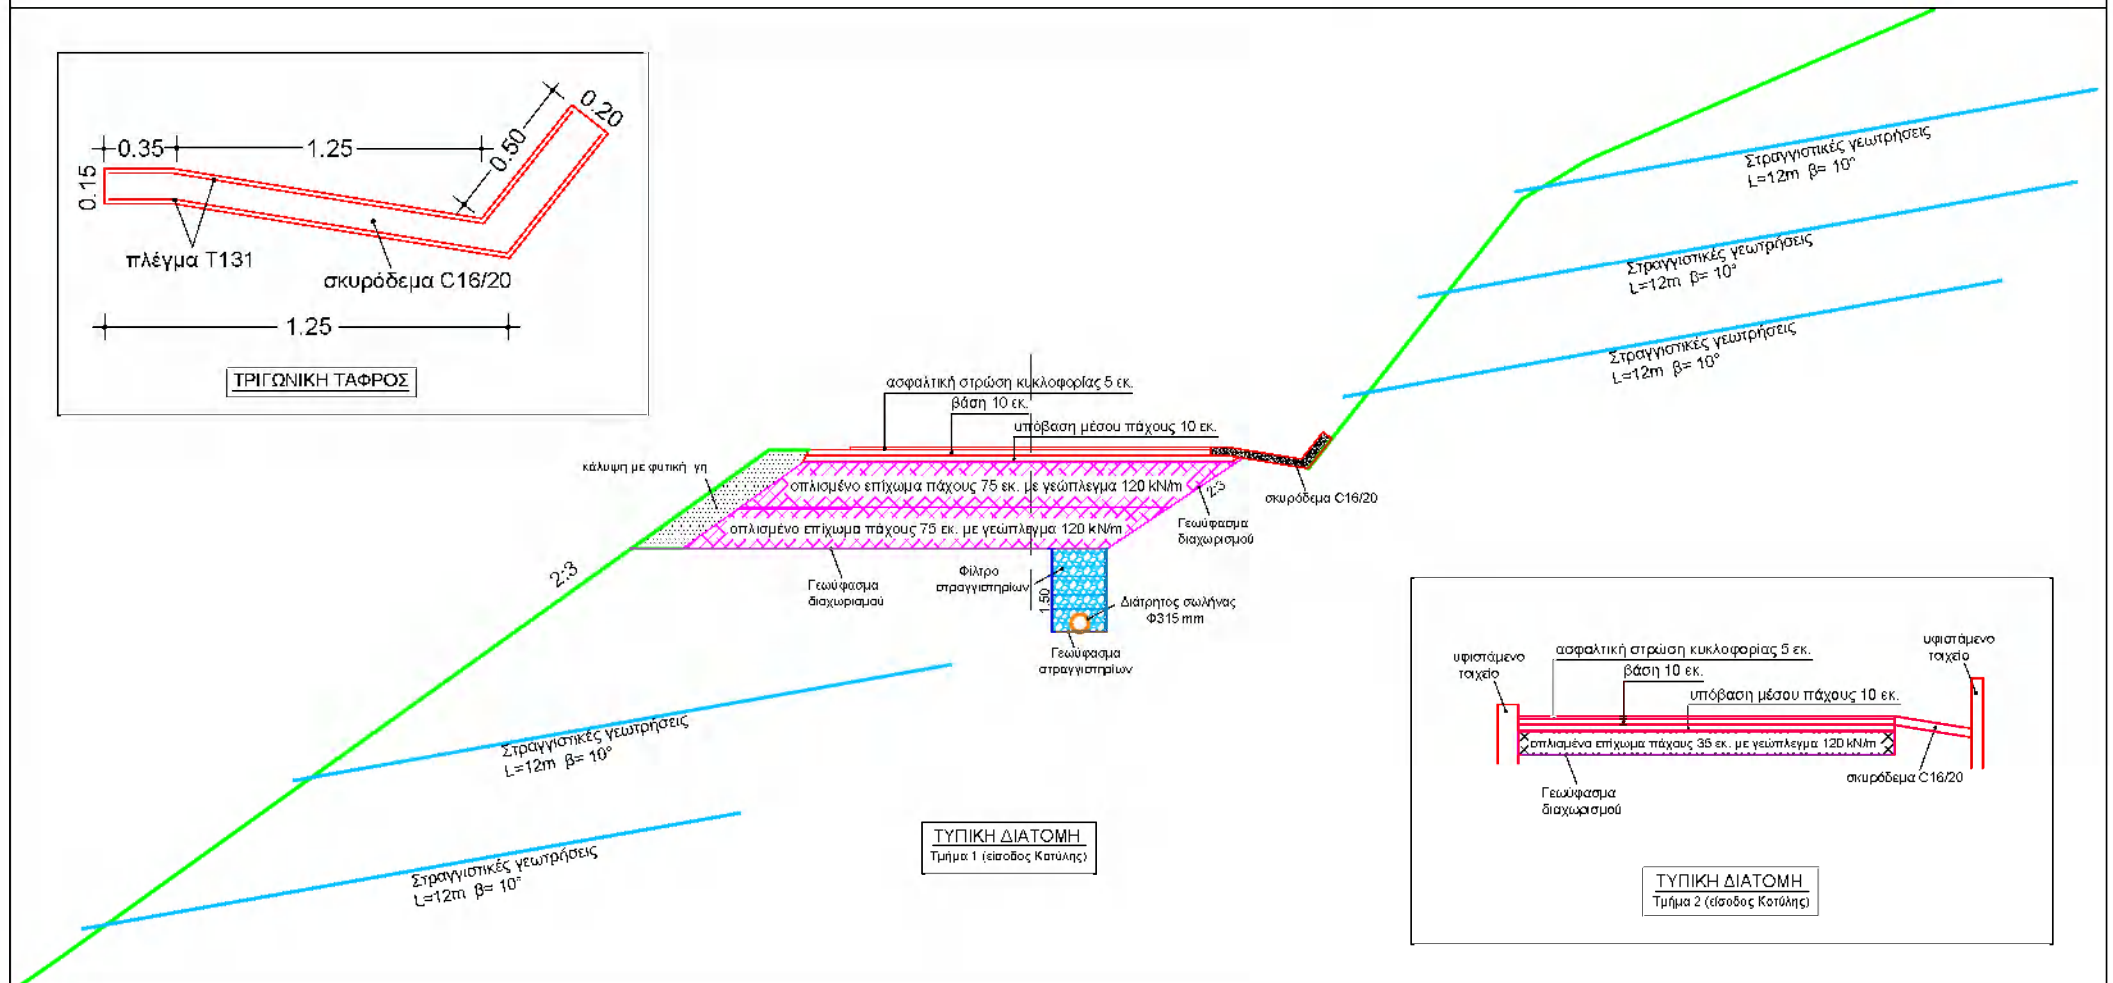 0.20
0.50
0.35
1.25
0.15
πλέγμα Τ131
σκυρόδεμα C16/20
1.25
ΤΡΙΓΩΝΙΚΗ ΤΑΦΡΟΣ
Στραγγιστικές γεωτρήσεις
L=12m β= 10°
Στραγγιστικές γεωτρήσεις
L=12m β= 10°
Στραγγιστικές γεωτρήσεις
L=12m β= 10°
ασφαλτική στρώση κυκλοφορίας 5 εκ.
βάση 10 εκ.
υπόβαση μέσου πάχους 10 εκ.
κάλυψη με φυτική γη
οπλισμένο επίχωμα πάχους 75 εκ. με γεώπλεγμα 120 kN/m
2:3
σκυρόδεμα C16/20
οπλισμένο επίχωμα πάχους 75 εκ. με γεώπλεγμα 120 kN/m
Γεωύφασμα
διαχωρισμού
2:3
Γεωύφασμα
διαχωρισμού
Φίλτρο
στραγγιστηρίων
1.50
Διάτρητος σωλήνας
Φ315 mm
Γεωύφασμα
στραγγιστηρίων
Στραγγιστικές γεωτρήσεις
L=12m β= 10°
Στραγγιστικές γεωτρήσεις
L=12m β= 10°
ΤΥΠΙΚΗ ΔΙΑΤΟΜΗ
Τμήμα 1 (είσοδος Κοτύλης)
υφιστάμενο
τοιχείο
ασφαλτική στρώση κυκλοφορίας 5 εκ.
βάση 10 εκ.
υπόβαση μέσου πάχους 10 εκ.
υφιστάμενο
τοιχείο
οπλισμένο επίχωμα πάχους 35 εκ. με γεώπλεγμα 120 kN/m
σκυρόδεμα C16/20
Γεωύφασμα
διαχωρισμού
ΤΥΠΙΚΗ ΔΙΑΤΟΜΗ
Τμήμα 2 (είσοδος Κοτύλης)